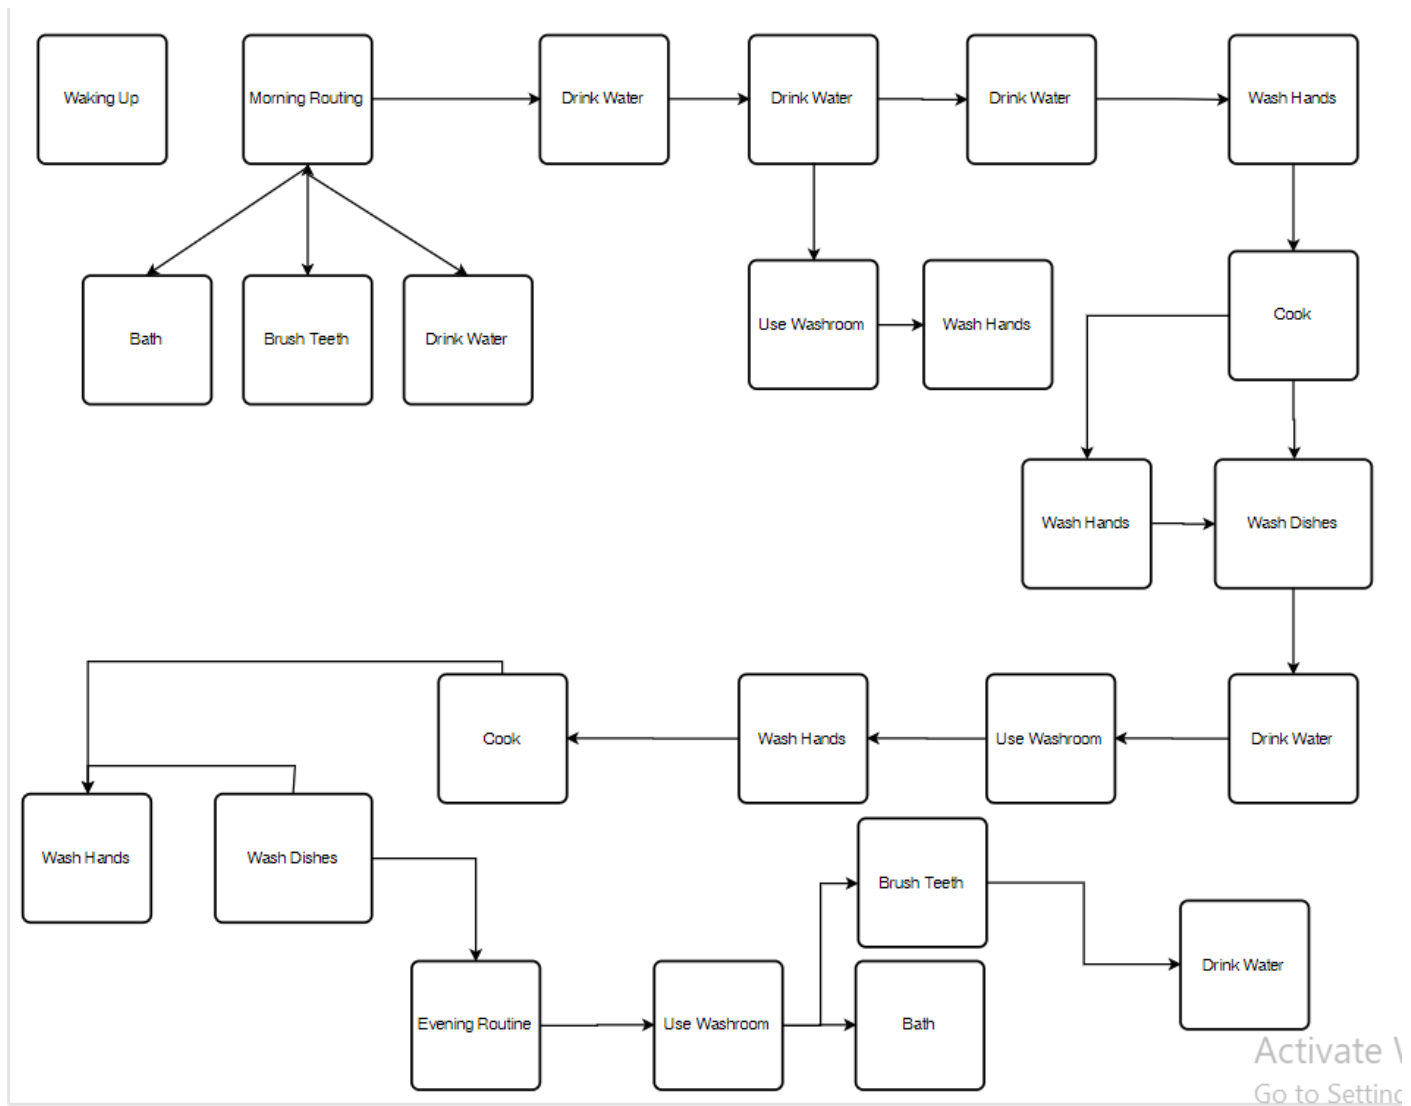 Waking Up
Morning Routing
Drink Water
Drink Water
Drink Water
Wash Hands
Bath
Brush Teeth
Drink Water
Use Washroom
Wash Hands
Cook
Wash Hands
Wash Dishes
Cook
Wash Hands
Use Washroom
Drink Water
Wash Hands
Wash Dishes
Brush Teeth
Drink Water
Evening Routine
Use Washroom
Bath
Activate
Go to